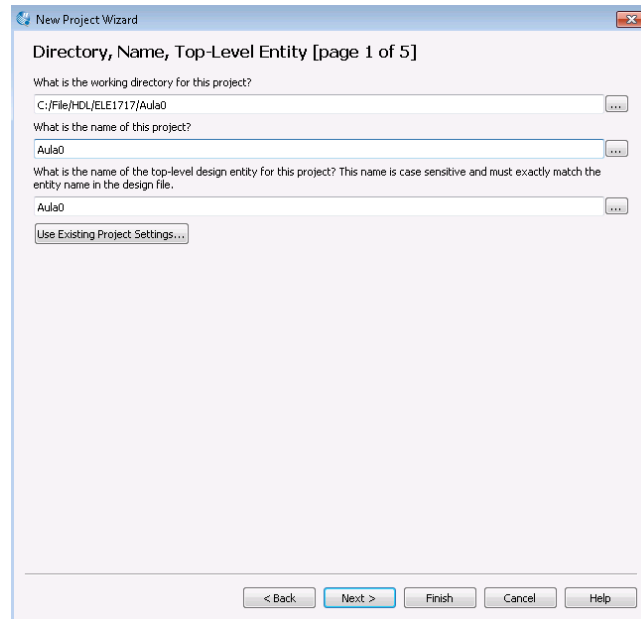 New Project Wizard
Directory, Name, Top-Level Entity [page 1 of 5]
What is the working directory for this project?
C:/File/HDL/ELE1717/Aula0
...
What is the name of this project?
Aula0
...
What is the name of the top-level design entity for this project? This name is case sensitive and must exactly match the
entity name in the design file.
Aula0
...
Use Existing Project Settings...
< Back Next > Finish Cancel Help